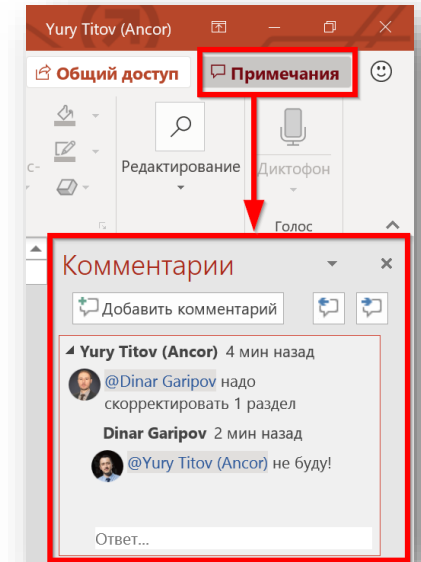 Yury Titov (Ancor)
Общий доступ Примечания
с-
Редактирование
Диктофон
Голос
Комментарии
Добавить комментарий
Yury Titov (Ancor) 4 мин назад
@Dinar Garipov надо
скорректировать 1 раздел
Dinar Garipov 2 мин назад
@Yury Titov (Ancor) не буду!
Ответ...